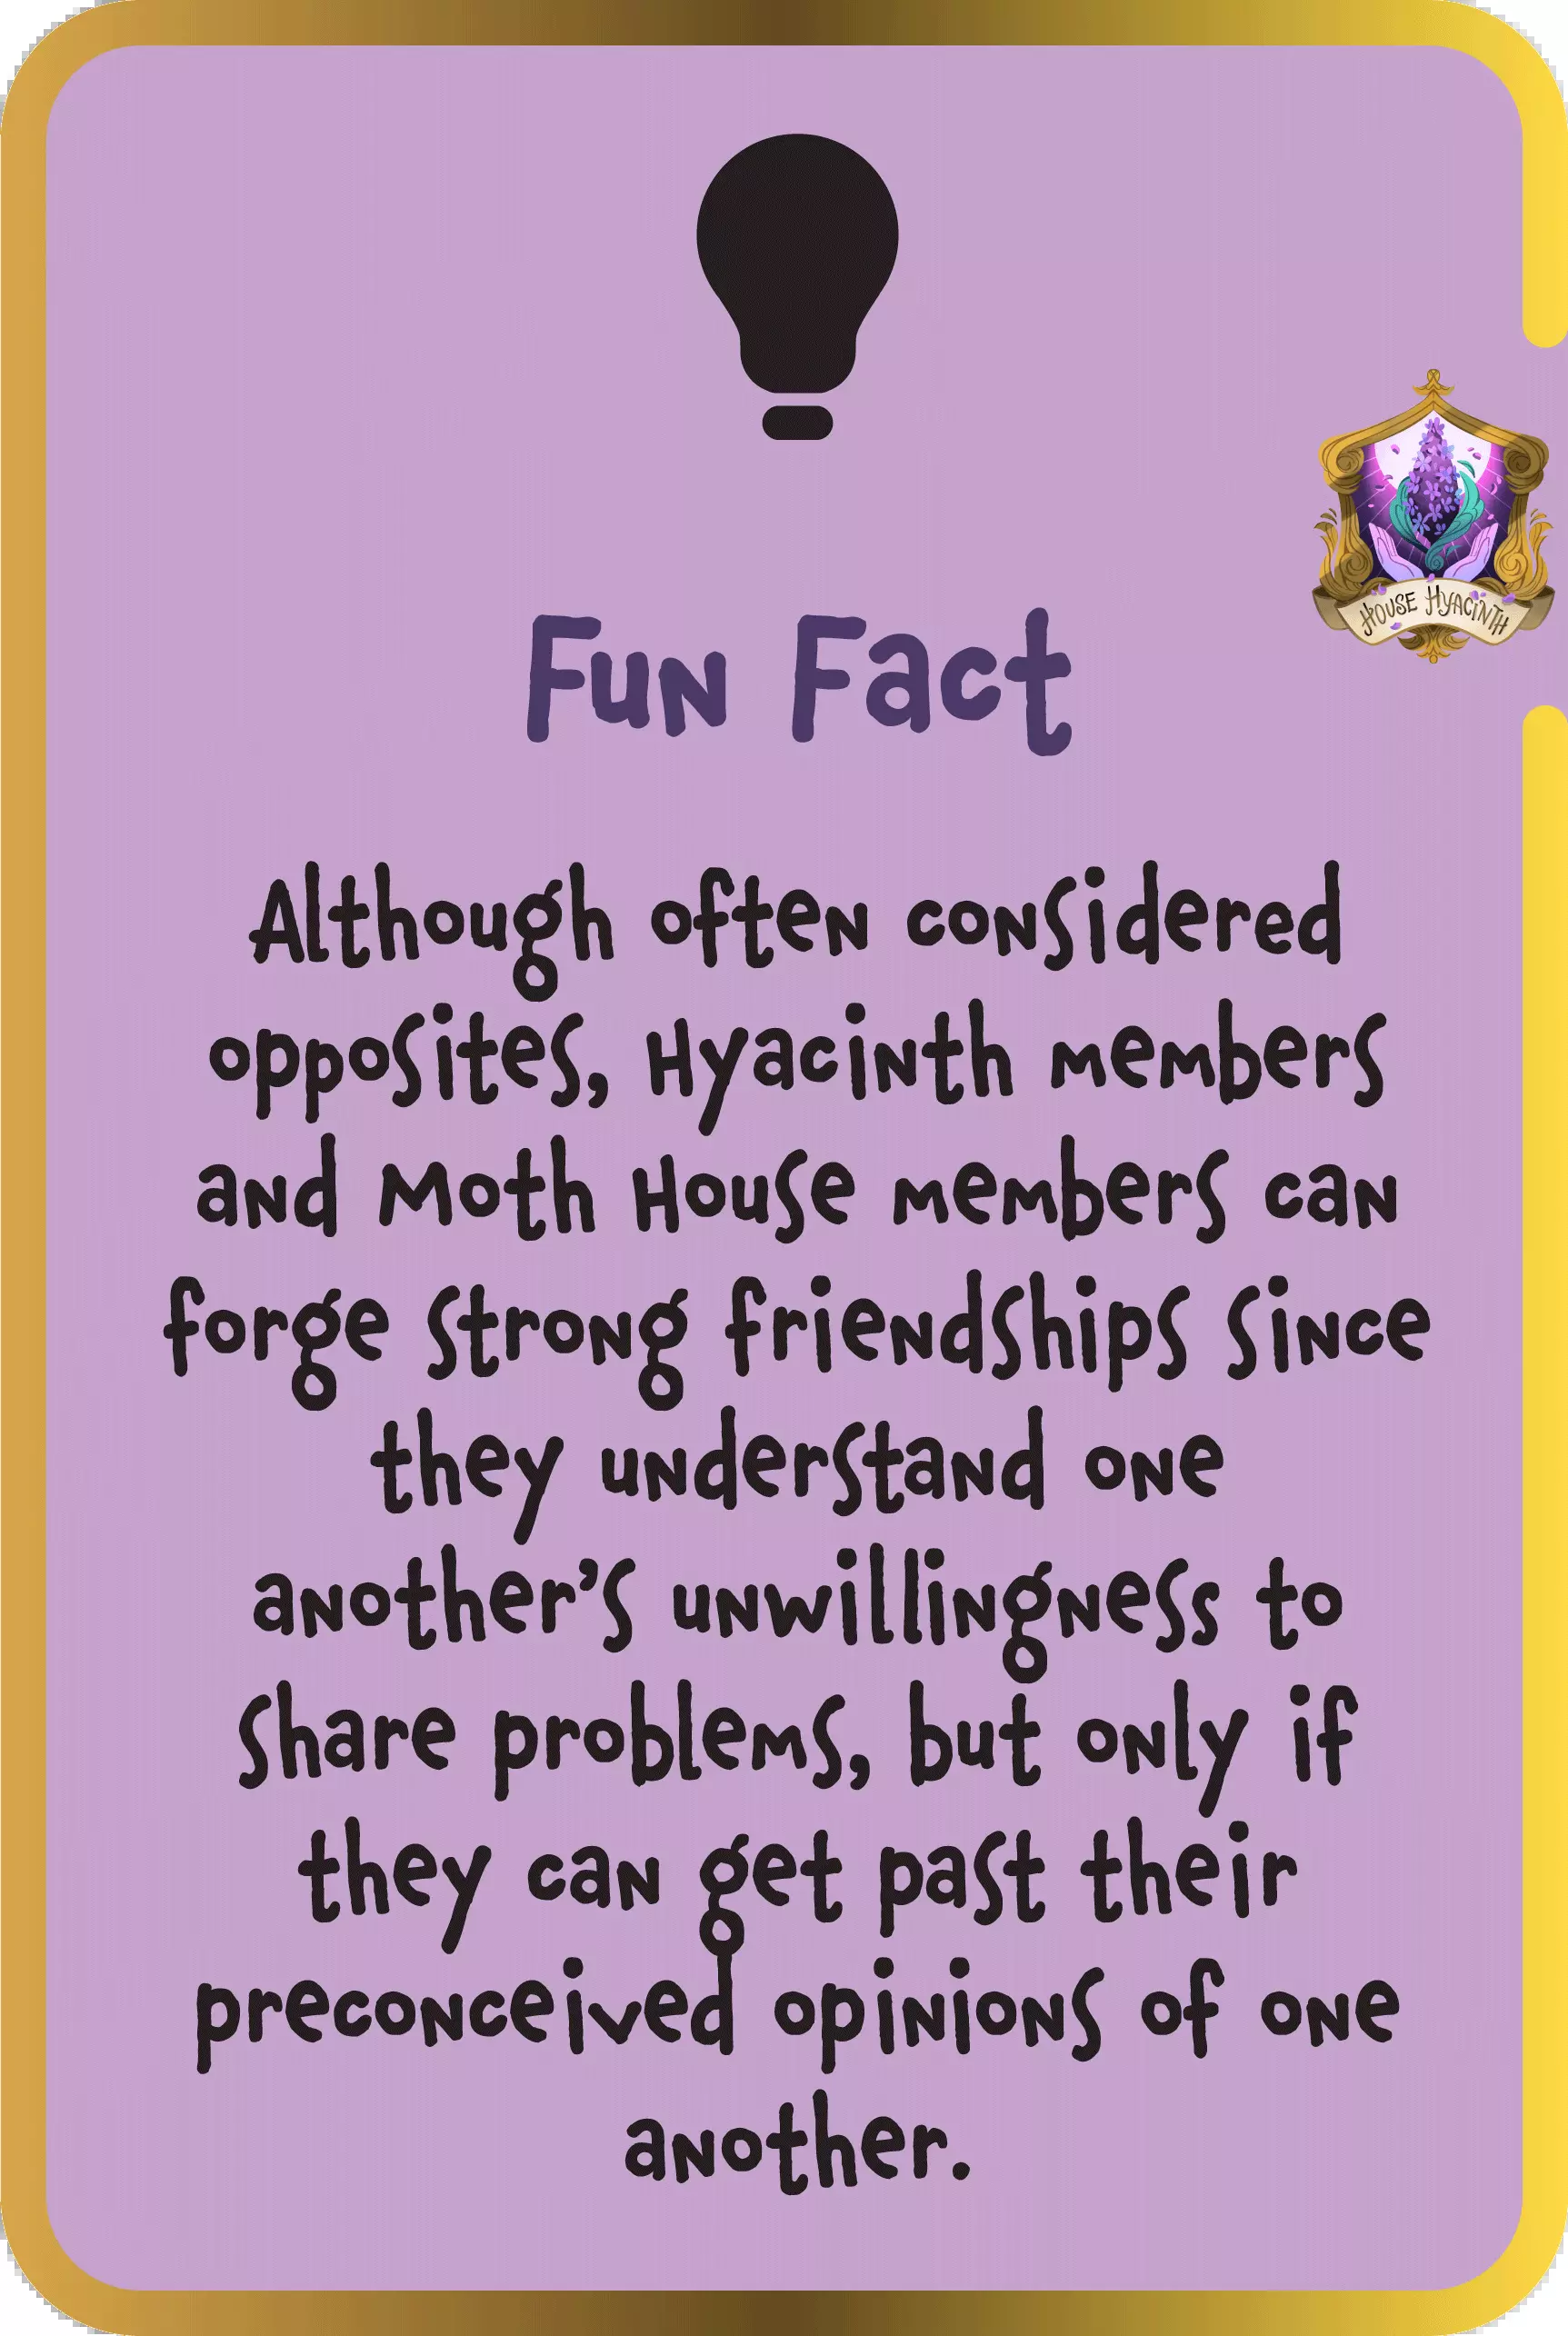 HOUSE HYACINTH
Fun Fact
Although often considered
opposites, Hyacinth members
and Moth House members can
forge strong friendships since
they understand one
another's unwillingness to
share problems, but only if
they can get past their
preconceived opinions of one
another.